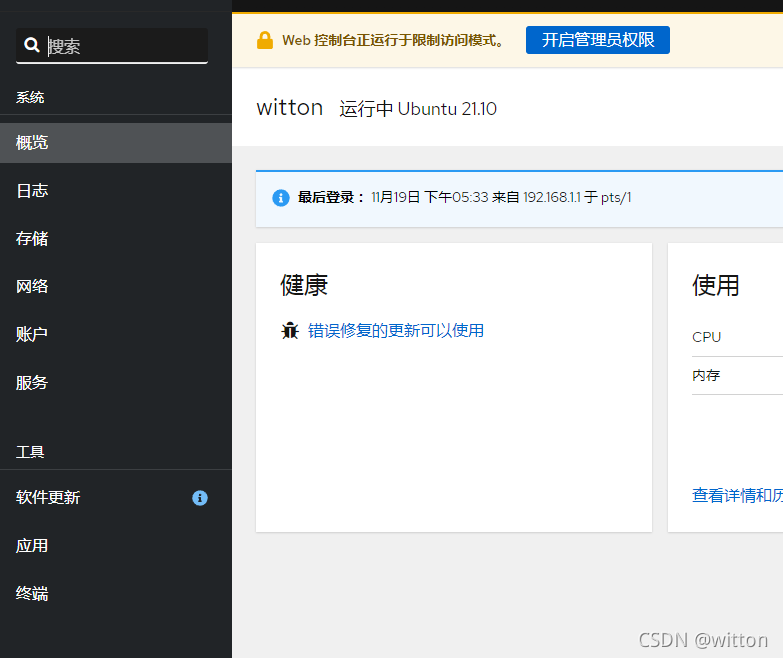 搜索
系统
概览
日志
存储
网络
账户
服务
工具
软件更新
应用
终端
Web 控制台正运行于限制访问模式。
开启管理员权限
witton 运行中 Ubuntu 21.10
最后登录： 11月19日 下午05:33 来自 192.168.1.1 于 pts/1
健康
错误修复的更新可以使用
使用
CPU
内存
查看详情和历
CSDN @witton